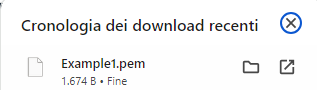 Cronologia dei download recenti
Example1.pem
1.674 B • Fine